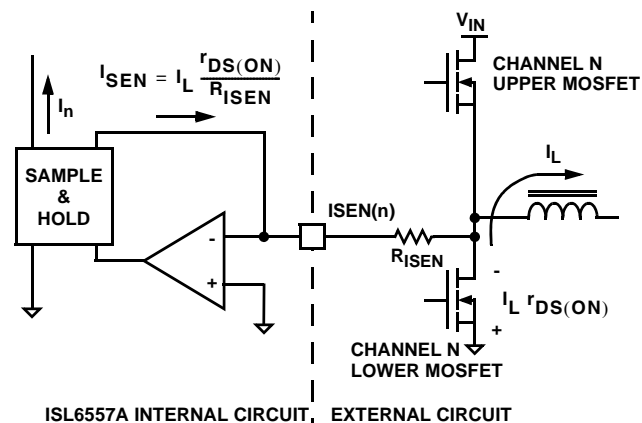 V_IN
CHANNEL N
UPPER MOSFET
I_SEN = I_L r_DS(ON) / R_ISEN
I_n
SAMPLE
&
HOLD
I_L
ISEN(n)
-
+
R_ISEN
-
I_L r_DS(ON)
+
CHANNEL N
LOWER MOSFET
ISL6557A INTERNAL CIRCUIT
EXTERNAL CIRCUIT